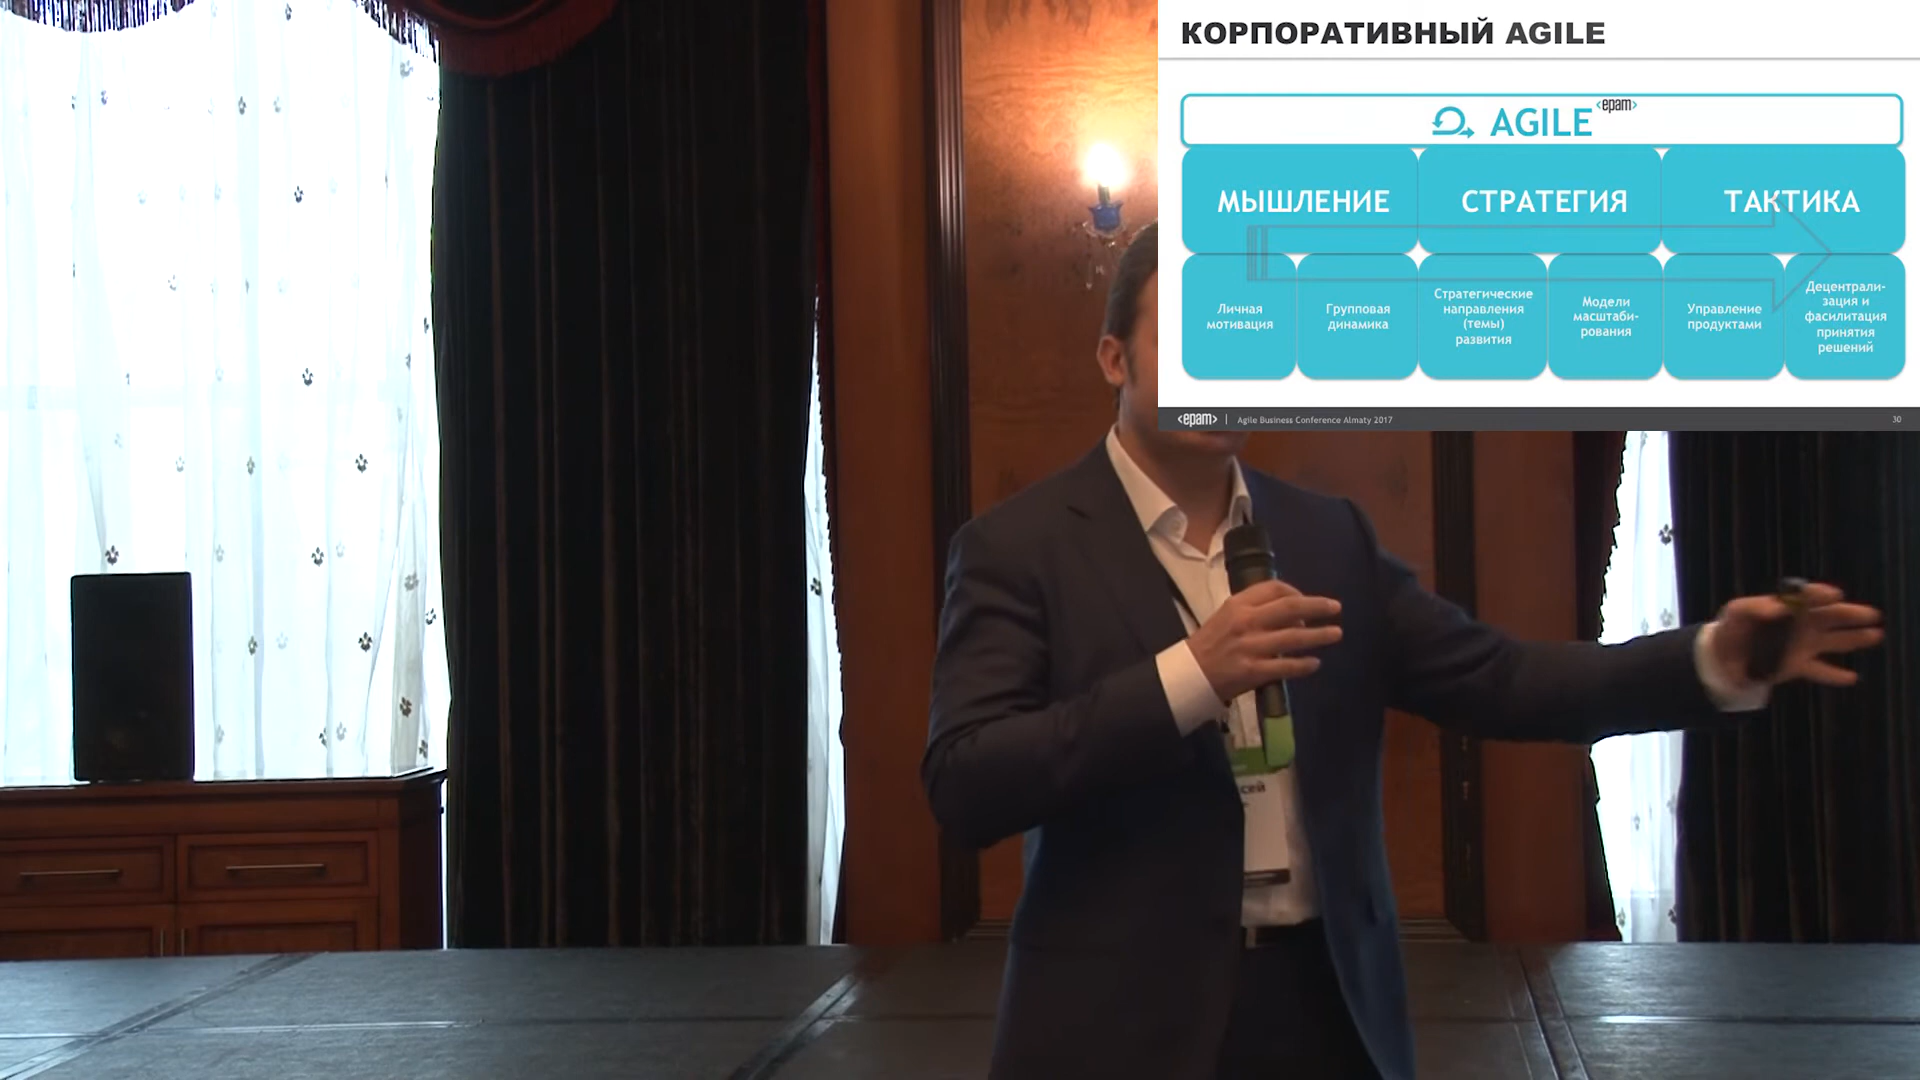 КОРПОРАТИВНЫЙ AGILE
AGILE <epam>
МЫШЛЕНИЕ
СТРАТЕГИЯ
ТАКТИКА
Личная
мотивация
Групповая
динамика
Стратегические
направления
(темы)
развития
Модели
масштаби-
рования
Управление
продуктами
Децентрали-
зация и
фасилитация
принятия
решений
<epam> | Agile Business Conference Almaty 2017
30
сей